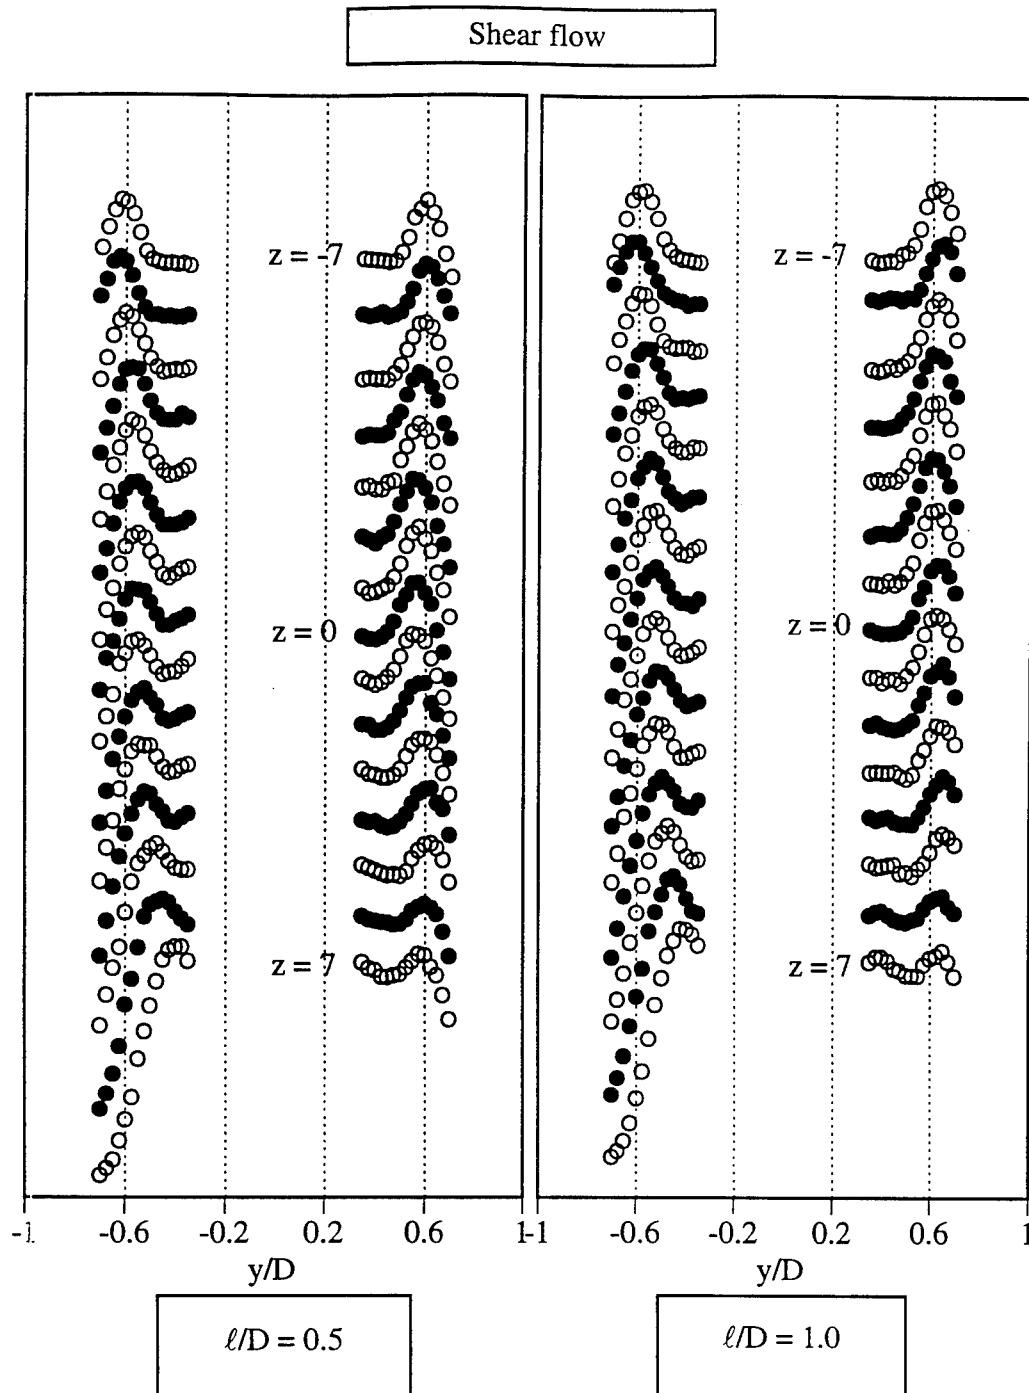 Shear flow
z = -7
z = -7
z = 0
z = 0
z = 7
z = 7
-1 -0.6 -0.2 0.2 0.6 1-1 -0.6 -0.2 0.2 0.6 1
y/D y/D
ℓ/D = 0.5
ℓ/D = 1.0